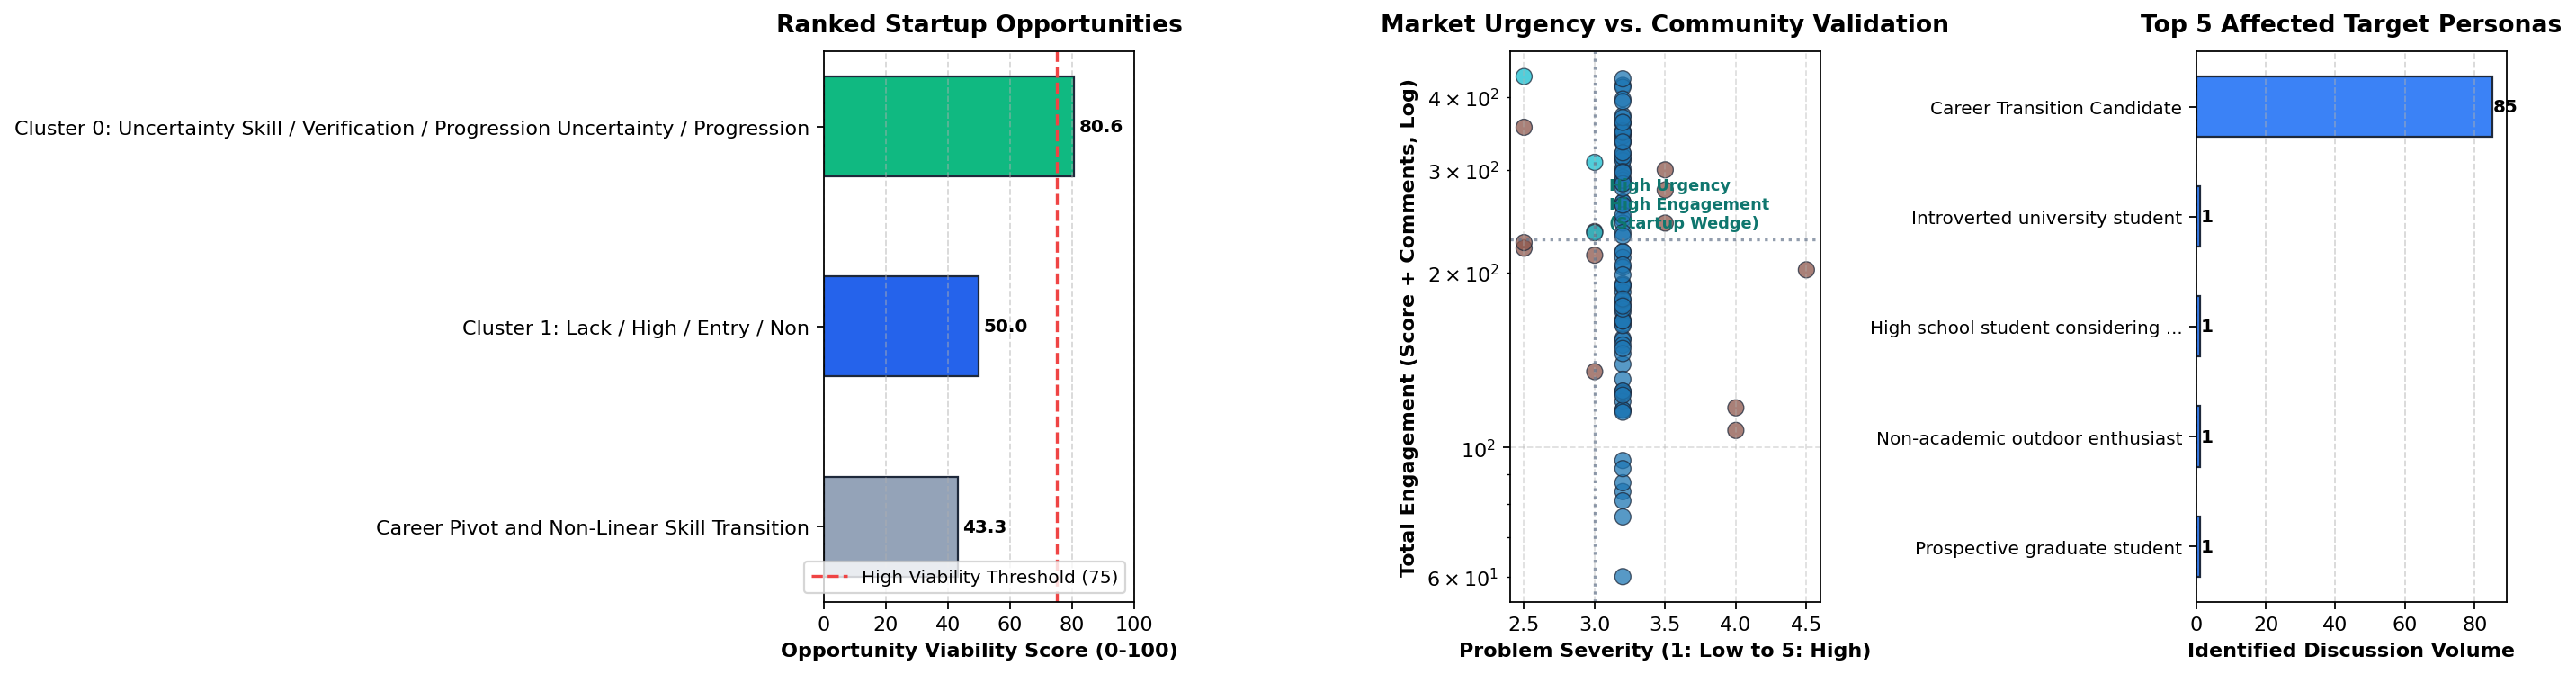 Ranked Startup Opportunities
Cluster 0: Uncertainty Skill / Verification / Progression Uncertainty / Progression
80.6
Cluster 1: Lack / High / Entry / Non
50.0
Career Pivot and Non-Linear Skill Transition
43.3
High Viability Threshold (75)
0 20 40 60 80 100
Opportunity Viability Score (0-100)
Market Urgency vs. Community Validation
Total Engagement (Score + Comments, Log)
4 × 10²
3 × 10²
2 × 10²
10²
6 × 10¹
High Urgency
High Engagement
(Startup Wedge)
2.5 3.0 3.5 4.0 4.5
Problem Severity (1: Low to 5: High)
Top 5 Affected Target Personas
Career Transition Candidate
85
Introverted university student
1
High school student considering ...
1
Non-academic outdoor enthusiast
1
Prospective graduate student
1
0 20 40 60 80
Identified Discussion Volume